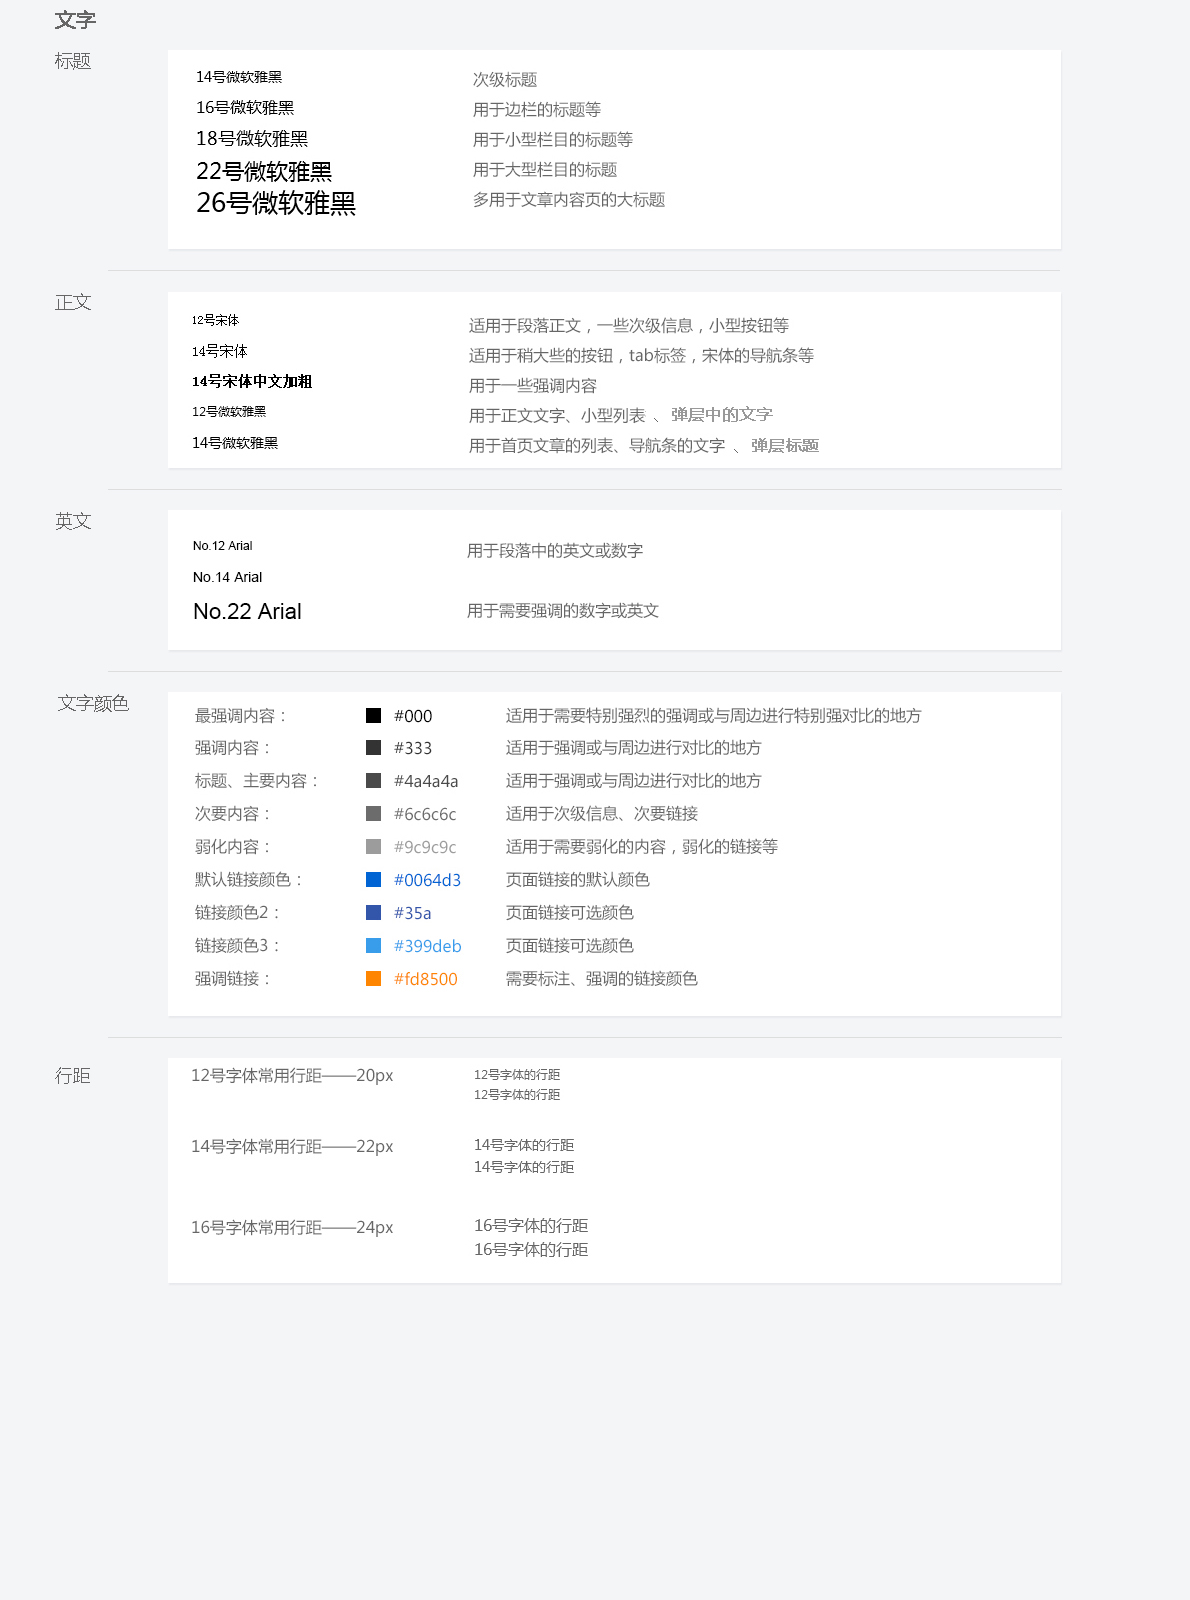 文字
标题
14号微软雅黑 次级标题
16号微软雅黑 用于边栏的标题等
18号微软雅黑 用于小型栏目的标题等
22号微软雅黑 用于大型栏目的标题
26号微软雅黑 多用于文章内容页的大标题
正文
12号宋体 适用于段落正文，一些次级信息，小型按钮等
14号宋体 适用于稍大些的按钮，tab标签，宋体的导航条等
14号宋体中文加粗 用于一些强调内容
12号微软雅黑 用于正文文字、小型列表 、弹层中的文字
14号微软雅黑 用于首页文章的列表、导航条的文字 、弹层标题
英文
No.12 Arial 用于段落中的英文或数字
No.14 Arial
No.22 Arial 用于需要强调的数字或英文
文字颜色
最强调内容： #000 适用于需要特别强烈的强调或与周边进行特别强对比的地方
强调内容： #333 适用于强调或与周边进行对比的地方
标题、主要内容： #4a4a4a 适用于强调或与周边进行对比的地方
次要内容： #6c6c6c 适用于次级信息、次要链接
弱化内容： #9c9c9c 适用于需要弱化的内容，弱化的链接等
默认链接颜色： #0064d3 页面链接的默认颜色
链接颜色2： #35a 页面链接可选颜色
链接颜色3： #399deb 页面链接可选颜色
强调链接： #fd8500 需要标注、强调的链接颜色
行距
12号字体常用行距——20px 12号字体的行距
12号字体的行距
14号字体常用行距——22px 14号字体的行距
14号字体的行距
16号字体常用行距——24px 16号字体的行距
16号字体的行距